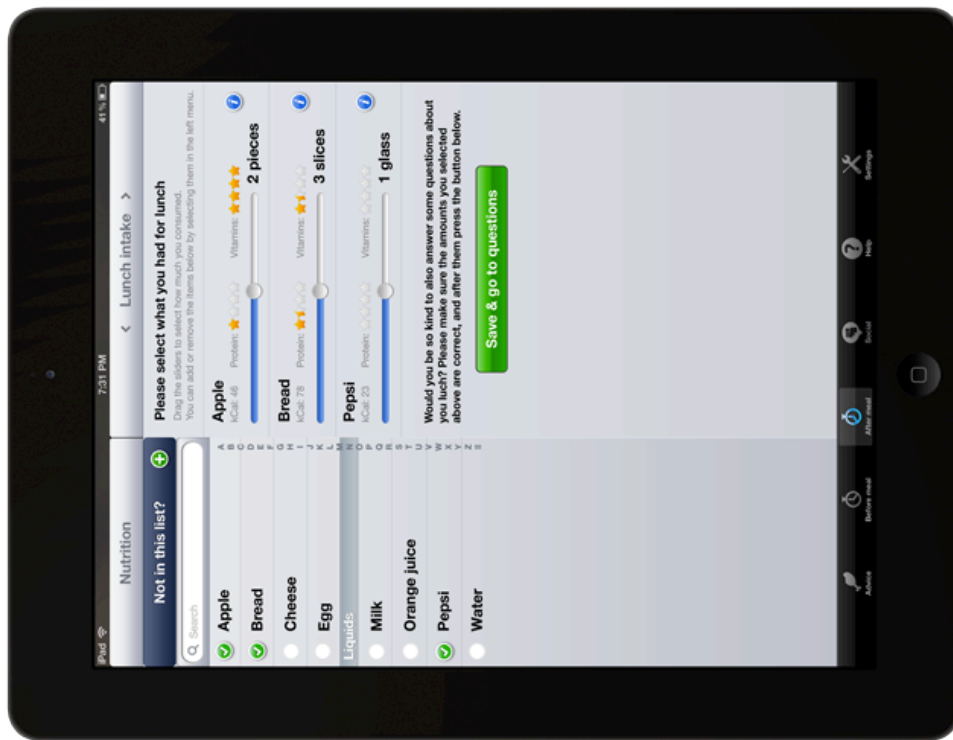 iPad
7:31 PM
41 %
Nutrition
Not in this list?
Search
Apple
Bread
Cheese
Egg
Liquids
Milk
Orange juice
Pepsi
Water
A
B
C
D
E
F
G
H
I
J
K
L
M
N
O
P
Q
R
S
T
U
V
W
X
Y
Z
#
< Lunch intake >
Please select what you had for lunch
Drag the sliders to select how much you consumed.
You can add or remove the items below by selecting them in the left menu.
Apple
kCal: 46 Protein: Vitamins:
2 pieces
Bread
kCal: 78 Protein: Vitamins:
3 slices
Pepsi
kCal: 23 Protein: Vitamins:
1 glass
Would you be so kind to also answer some questions about
you luch? Please make sure the amounts you selected
above are correct, and after them press the button below.
Save & go to questions
Advice
Before meal
After meal
Social
Help
Settings